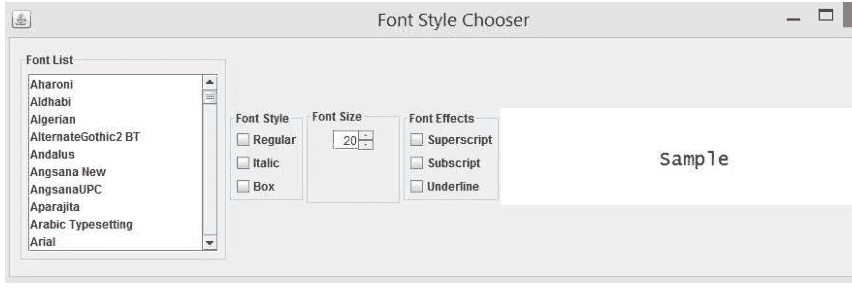 Font Style Chooser
Font List
Aharoni
Aldhabi
Algerian
AlternateGothic2 BT
Andalus
Angsana New
AngsanaUPC
Aparajita
Arabic Typesetting
Arial
Font Style
Regular
Italic
Box
Font Size
20
Font Effects
Superscript
Subscript
Underline
Sample